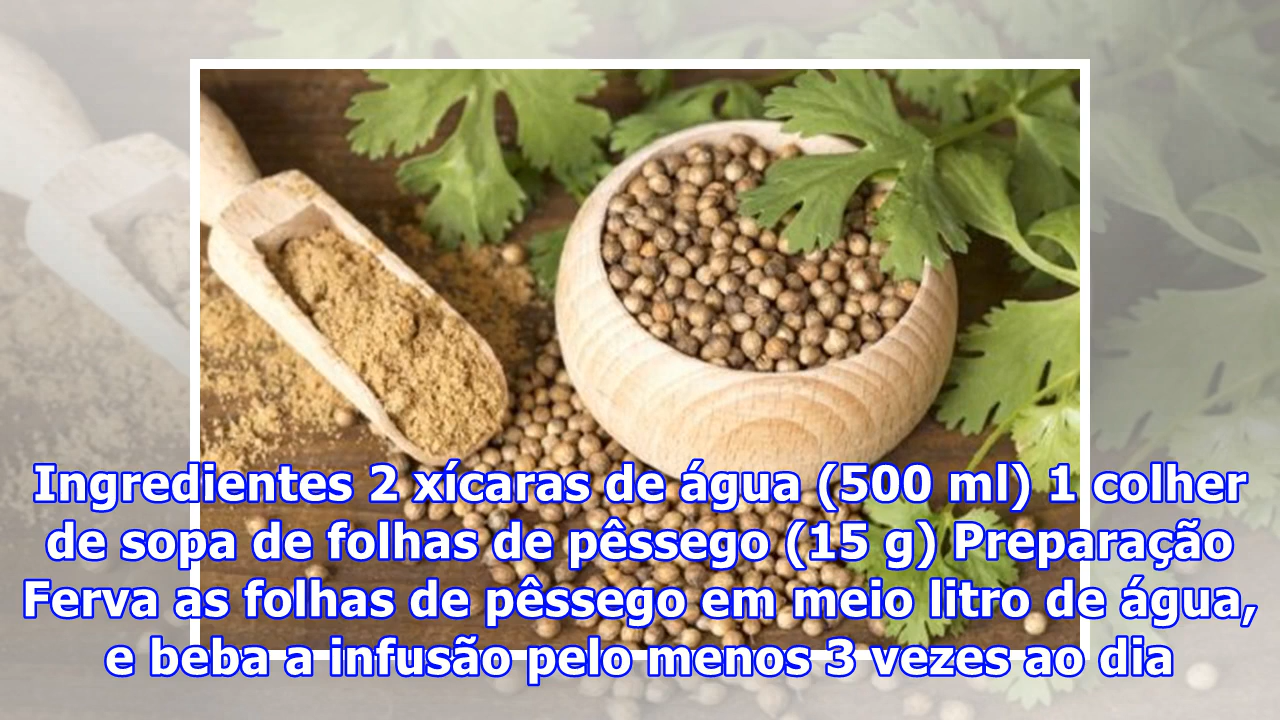 Ingredientes 2 xícaras de água (500 ml) 1 colher
de sopa de folhas de pêssego (15 g) Preparação
Ferva as folhas de pêssego em meio litro de água,
e beba a infusão pelo menos 3 vezes ao dia